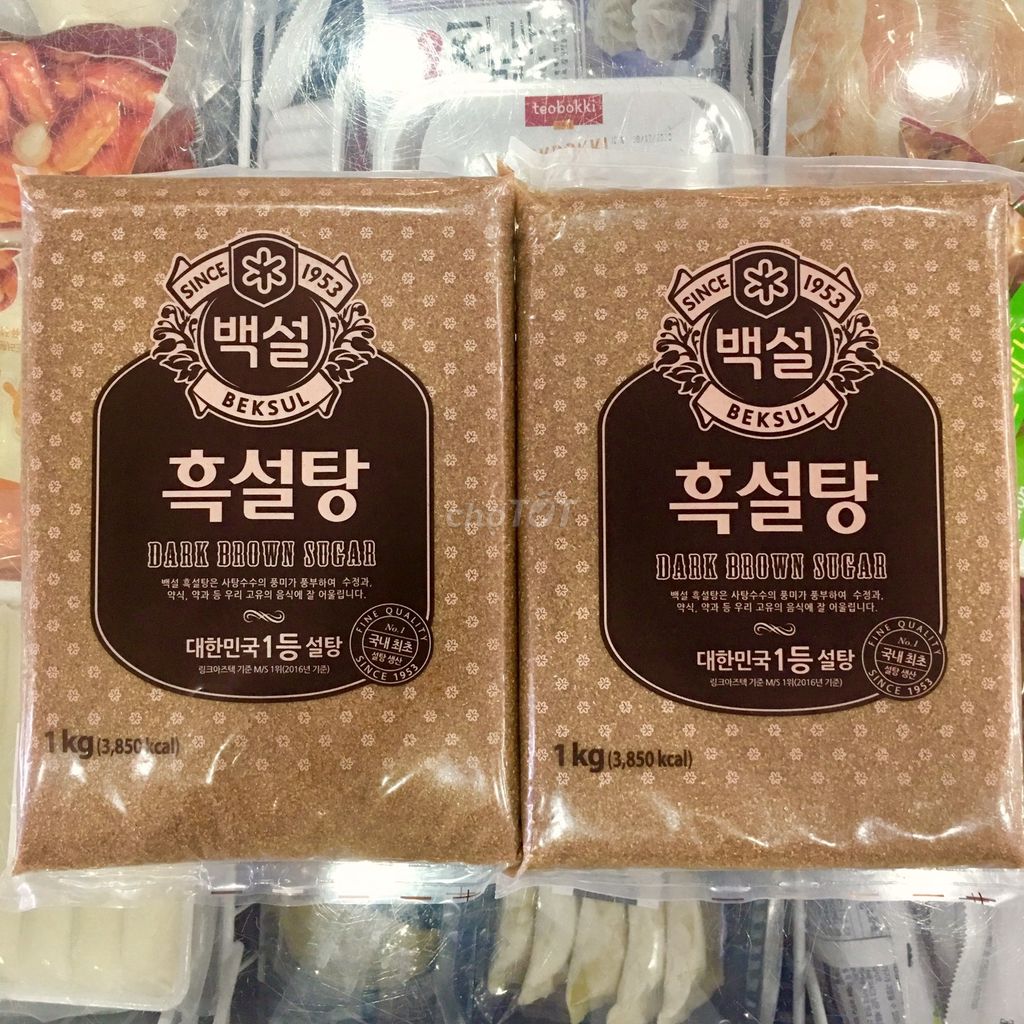 teobokki
SINCE 1953
백설
BEKSUL
흑설탕
DARK BROWN SUGAR
백설 흑설탕은 사탕수수의 풍미가 풍부하여 수정과,
약식, 약과 등 우리 고유의 음식에 잘 어울립니다.
대한민국1등 설탕
링크아즈텍 기준 M/S 1위(2016년 기준)
FINE QUALITY
No.1
국내 최초
설탕 생산
SINCE 1953
1 kg (3,850 kcal)
SINCE 1953
백설
BEKSUL
흑설탕
DARK BROWN SUGAR
백설 흑설탕은 사탕수수의 풍미가 풍부하여 수정과,
약식, 약과 등 우리 고유의 음식에 잘 어울립니다.
대한민국1등 설탕
링크아즈텍 기준 M/S 1위(2016년 기준)
FINE QUALITY
No.1
국내 최초
설탕 생산
SINCE 1953
1 kg (3,850 kcal)
chợTỐT